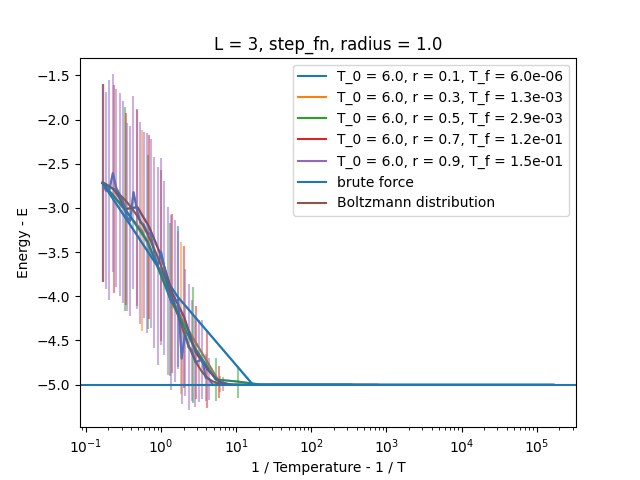 L = 3, step_fn, radius = 1.0
T_0 = 6.0, r = 0.1, T_f = 6.0e-06
T_0 = 6.0, r = 0.3, T_f = 1.3e-03
T_0 = 6.0, r = 0.5, T_f = 2.9e-03
T_0 = 6.0, r = 0.7, T_f = 1.2e-01
T_0 = 6.0, r = 0.9, T_f = 1.5e-01
brute force
Boltzmann distribution
Energy - E
−1.5
−2.0
−2.5
−3.0
−3.5
−4.0
−4.5
−5.0
10⁻¹ 10⁰ 10¹ 10² 10³ 10⁴ 10⁵
1 / Temperature - 1 / T